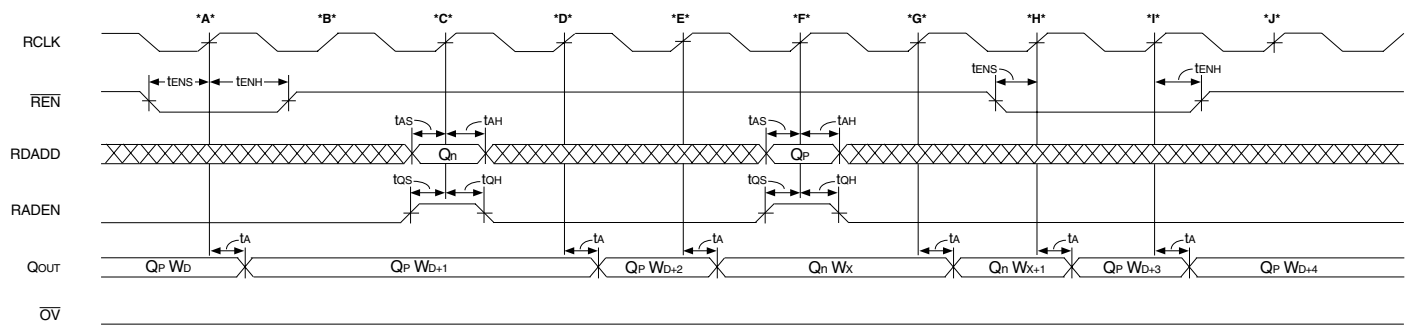 *A* *B* *C* *D* *E* *F* *G* *H* *I* *J*
RCLK
tENS tENH tENS tENH
REN
tAS tAH tAS tAH
RDADD Qn QP
tQS tQH tQS tQH
RADEN
tA tA tA tA tA tA
QOUT QP WD QP WD+1 QP WD+2 Qn WX Qn WX+1 QP WD+3 QP WD+4
OV